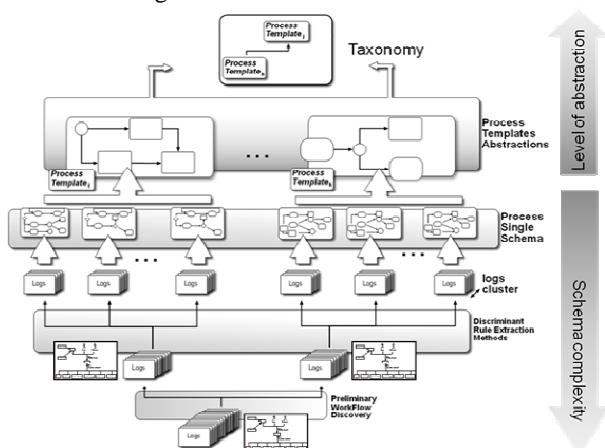 Process
Template j
Process
Template k
Taxonomy
Level of abstraction
Process
Templates
Abstractions
...
...
Process
Template j
Process
Template k
Process
Single
Schema
...
...
Logs
Logs
Logs
Logs
Logs
Logs
logs
cluster
Schema complexity
Discriminant
Rule Extraction
Methods
Logs
Logs
Preliminary
WorkFlow
Discovery
Logs